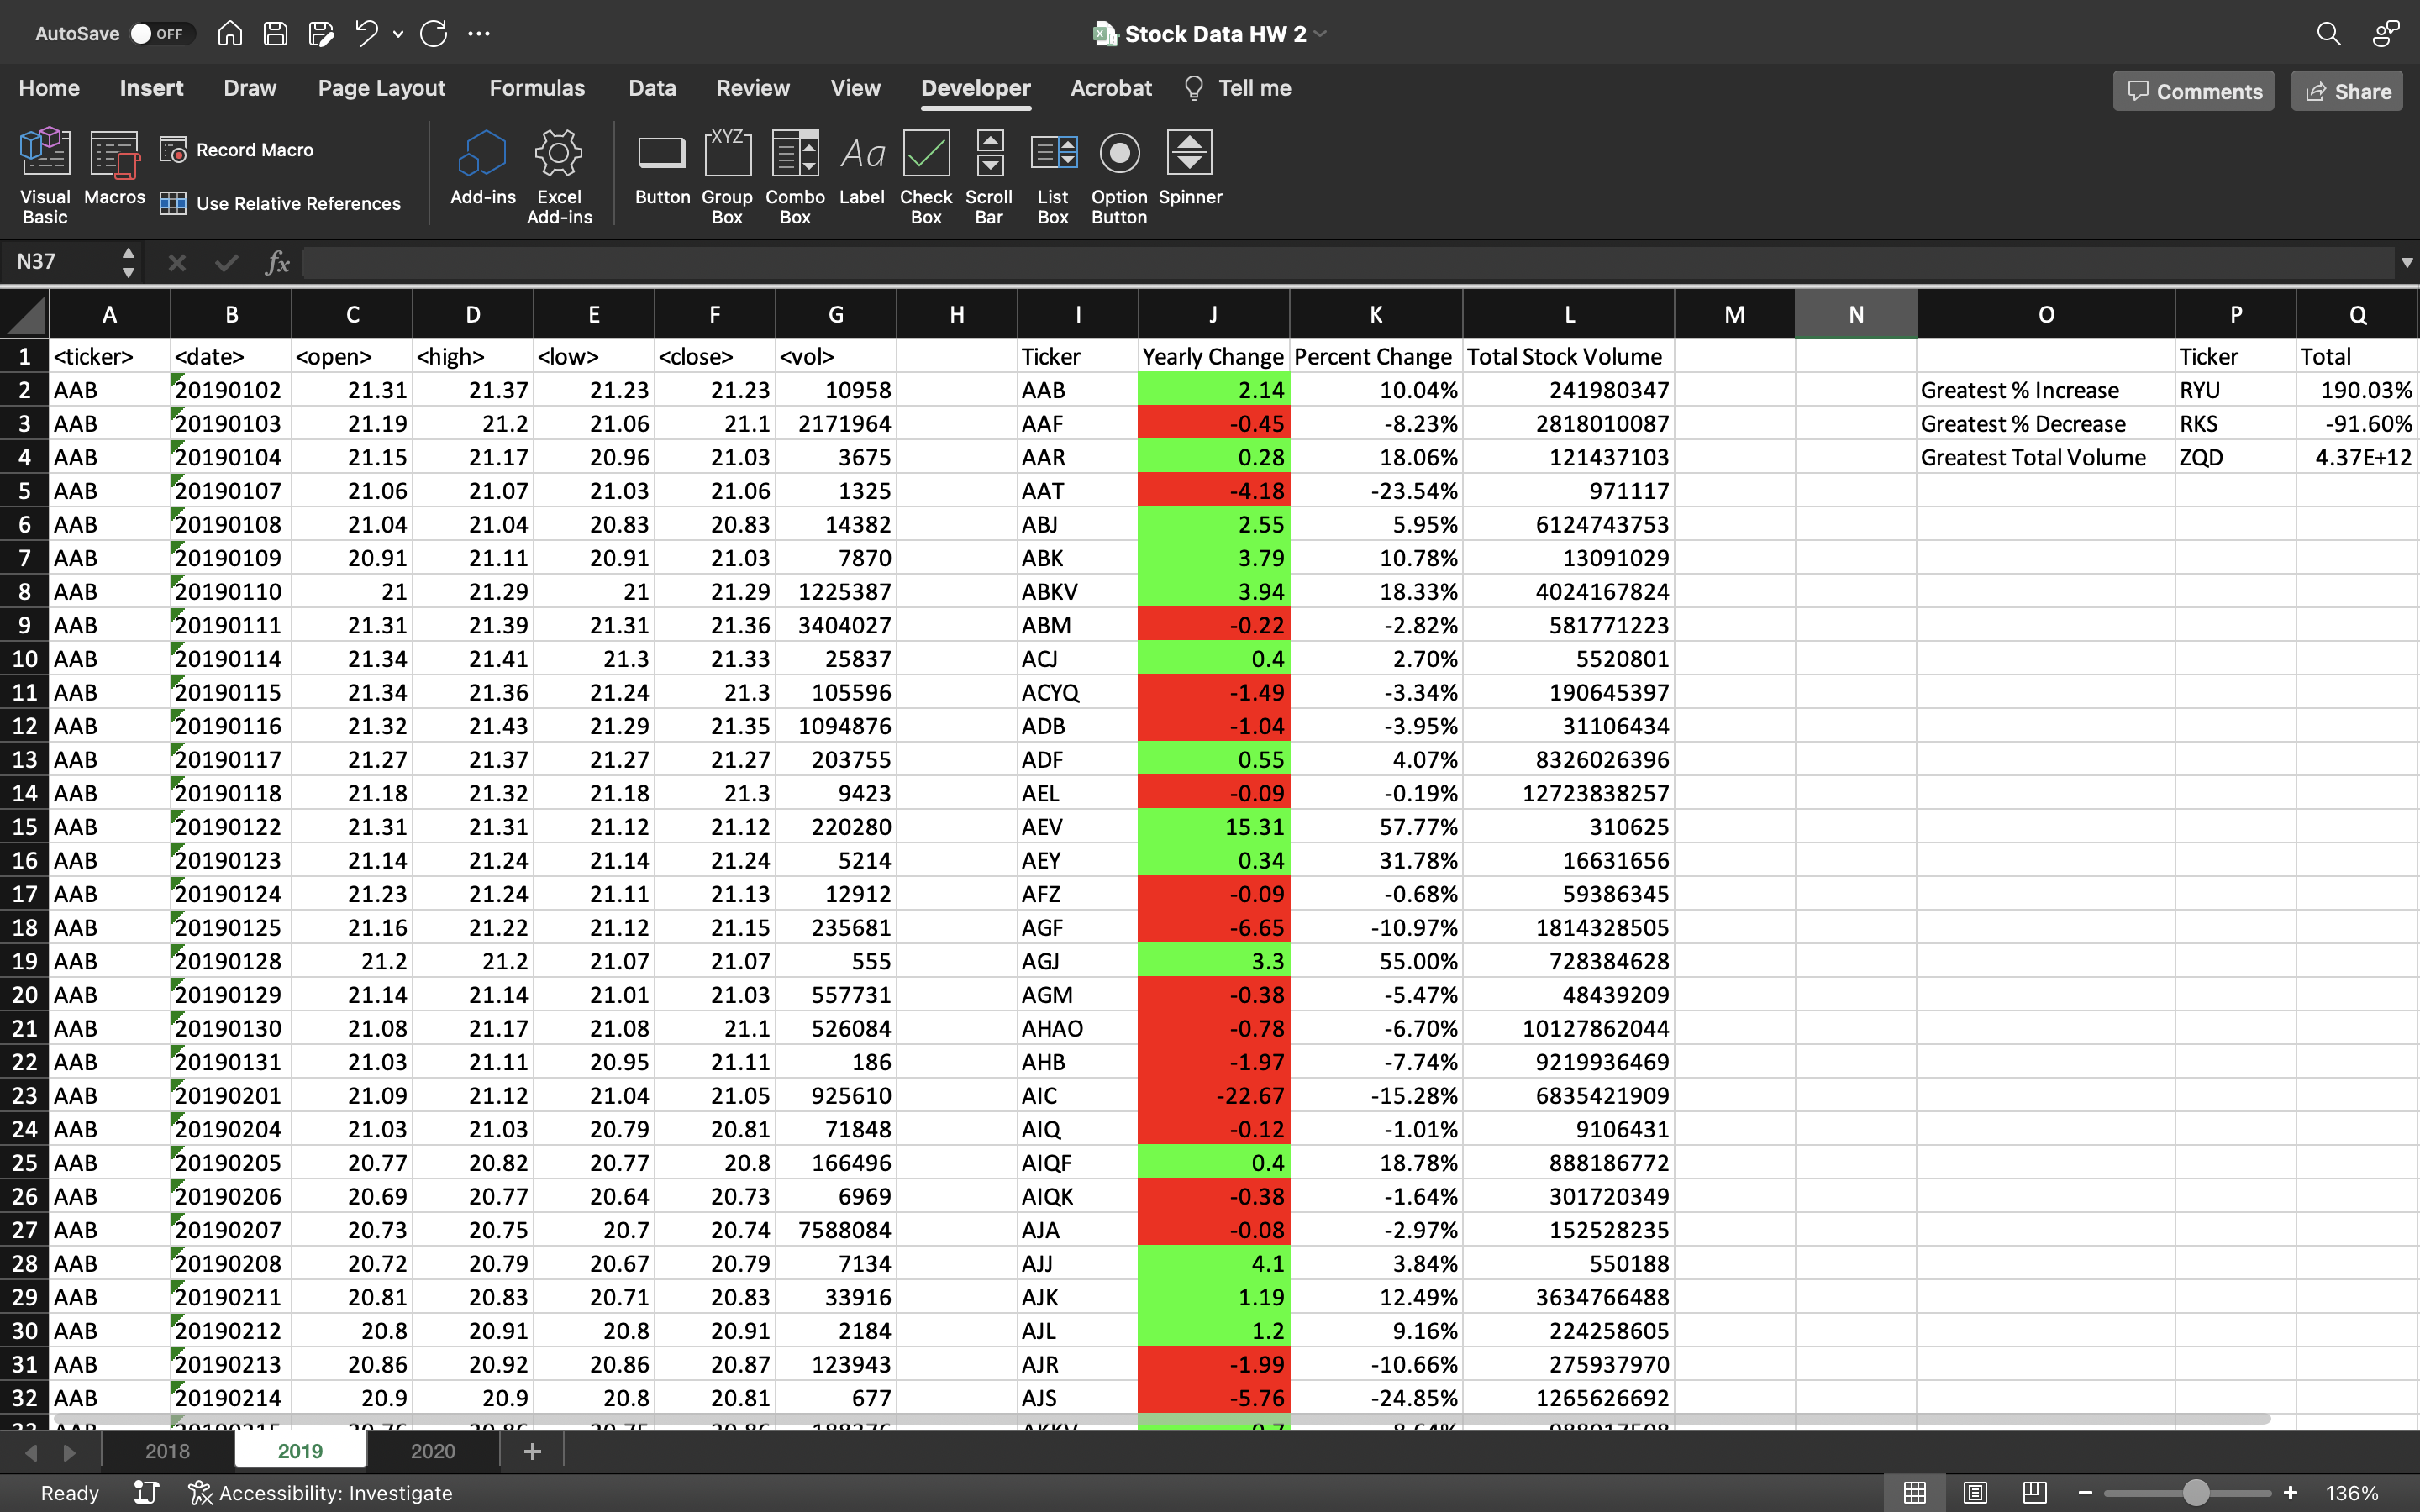 AutoSave OFF Stock Data HW 2
Home Insert Draw Page Layout Formulas Data Review View Developer Acrobat Tell me Comments Share
Visual Basic Macros Record Macro Use Relative References Add-ins Excel Add-ins Button Group Box Combo Box Label Check Box Scroll Bar List Box Option Button Spinner
N37 fx
A B C D E F G H I J K L M N O P Q
1 <ticker> <date> <open> <high> <low> <close> <vol> Ticker Yearly Change Percent Change Total Stock Volume Ticker Total
2 AAB 20190102 21.31 21.37 21.23 21.23 10958 AAB 2.14 10.04% 241980347 Greatest % Increase RYU 190.03%
3 AAB 20190103 21.19 21.2 21.06 21.1 2171964 AAF -0.45 -8.23% 2818010087 Greatest % Decrease RKS -91.60%
4 AAB 20190104 21.15 21.17 20.96 21.03 3675 AAR 0.28 18.06% 121437103 Greatest Total Volume ZQD 4.37E+12
5 AAB 20190107 21.06 21.07 21.03 21.06 1325 AAT -4.18 -23.54% 971117
6 AAB 20190108 21.04 21.04 20.83 20.83 14382 ABJ 2.55 5.95% 6124743753
7 AAB 20190109 20.91 21.11 20.91 21.03 7870 ABK 3.79 10.78% 13091029
8 AAB 20190110 21 21.29 21 21.29 1225387 ABKV 3.94 18.33% 4024167824
9 AAB 20190111 21.31 21.39 21.31 21.36 3404027 ABM -0.22 -2.82% 581771223
10 AAB 20190114 21.34 21.41 21.3 21.33 25837 ACJ 0.4 2.70% 5520801
11 AAB 20190115 21.34 21.36 21.24 21.3 105596 ACYQ -1.49 -3.34% 190645397
12 AAB 20190116 21.32 21.43 21.29 21.35 1094876 ADB -1.04 -3.95% 31106434
13 AAB 20190117 21.27 21.37 21.27 21.27 203755 ADF 0.55 4.07% 8326026396
14 AAB 20190118 21.18 21.32 21.18 21.3 9423 AEL -0.09 -0.19% 12723838257
15 AAB 20190122 21.31 21.31 21.12 21.12 220280 AEV 15.31 57.77% 310625
16 AAB 20190123 21.14 21.24 21.14 21.24 5214 AEY 0.34 31.78% 16631656
17 AAB 20190124 21.23 21.24 21.11 21.13 12912 AFZ -0.09 -0.68% 59386345
18 AAB 20190125 21.16 21.22 21.12 21.15 235681 AGF -6.65 -10.97% 1814328505
19 AAB 20190128 21.2 21.2 21.07 21.07 555 AGJ 3.3 55.00% 728384628
20 AAB 20190129 21.14 21.14 21.01 21.03 557731 AGM -0.38 -5.47% 48439209
21 AAB 20190130 21.08 21.17 21.08 21.1 526084 AHAO -0.78 -6.70% 10127862044
22 AAB 20190131 21.03 21.11 20.95 21.11 186 AHB -1.97 -7.74% 9219936469
23 AAB 20190201 21.09 21.12 21.04 21.05 925610 AIC -22.67 -15.28% 6835421909
24 AAB 20190204 21.03 21.03 20.79 20.81 71848 AIQ -0.12 -1.01% 9106431
25 AAB 20190205 20.77 20.82 20.77 20.8 166496 AIQF 0.4 18.78% 888186772
26 AAB 20190206 20.69 20.77 20.64 20.73 6969 AIQK -0.38 -1.64% 301720349
27 AAB 20190207 20.73 20.75 20.7 20.74 7588084 AJA -0.08 -2.97% 152528235
28 AAB 20190208 20.72 20.79 20.67 20.79 7134 AJJ 4.1 3.84% 550188
29 AAB 20190211 20.81 20.83 20.71 20.83 33916 AJK 1.19 12.49% 3634766488
30 AAB 20190212 20.8 20.91 20.8 20.91 2184 AJL 1.2 9.16% 224258605
31 AAB 20190213 20.86 20.92 20.86 20.87 123943 AJR -1.99 -10.66% 275937970
32 AAB 20190214 20.9 20.9 20.8 20.81 677 AJS -5.76 -24.85% 1265626692
2018 2019 2020
Ready Accessibility: Investigate 136%